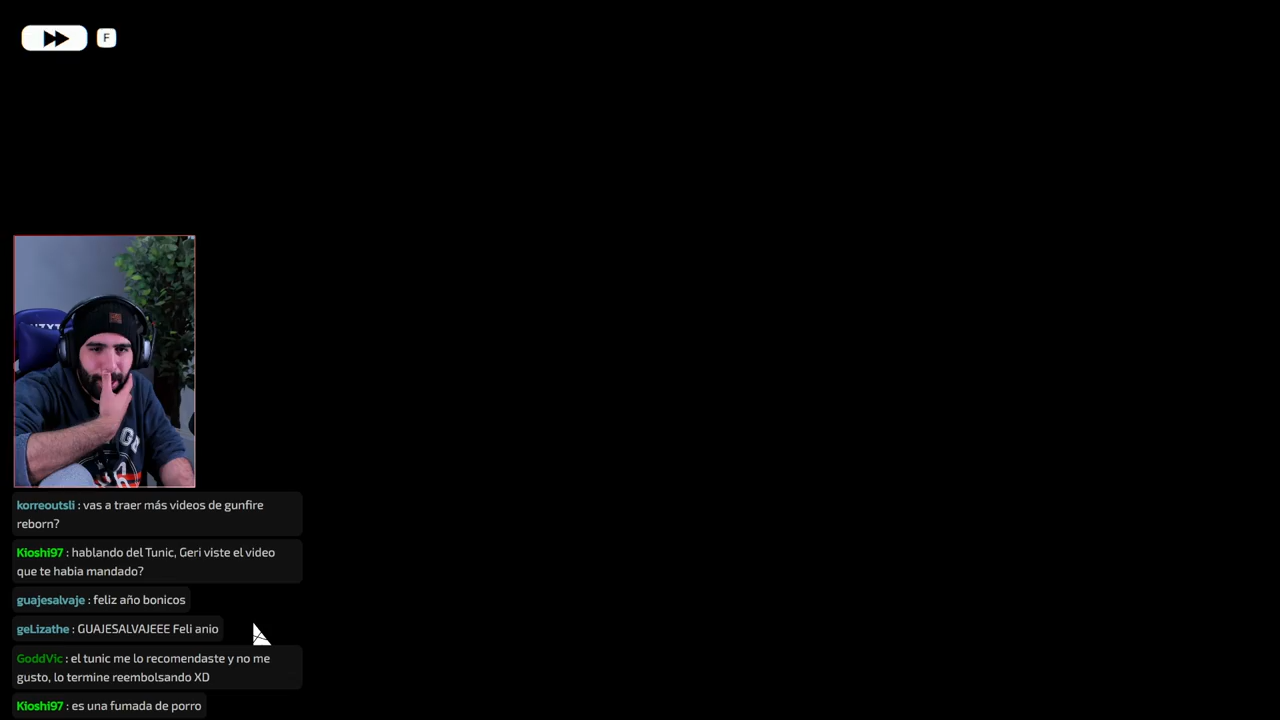 F
korreoutsli : vas a traer más videos de gunfire
reborn?
Kioshi97 : hablando del Tunic, Geri viste el video
que te habia mandado?
guajesalvaje : feliz año bonicos
geLizathe : GUAJESALVAJEEE Feli anio
GoddVic : el tunic me lo recomendaste y no me
gusto, lo termine reembolsando XD
Kioshi97 : es una fumada de porro